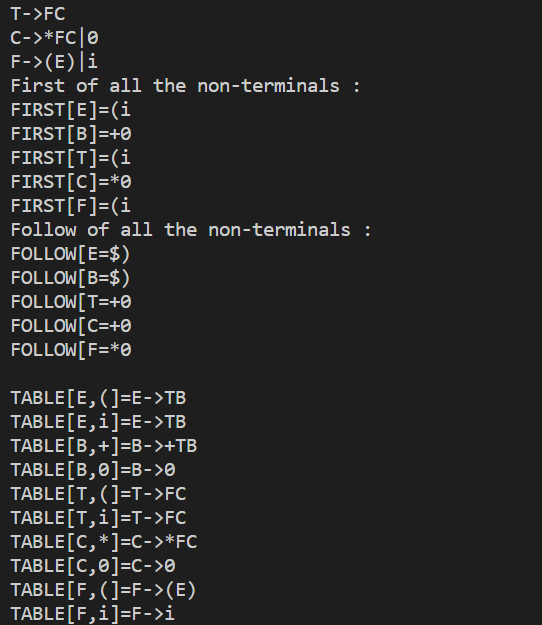 T->FC
C->*FC|0
F->(E)|i
First of all the non-terminals :
FIRST[E]=(i
FIRST[B]=+0
FIRST[T]=(i
FIRST[C]=*0
FIRST[F]=(i
Follow of all the non-terminals :
FOLLOW[E=$)
FOLLOW[B=$)
FOLLOW[T=+0
FOLLOW[C=+0
FOLLOW[F=*0
TABLE[E,(]=E->TB
TABLE[E,i]=E->TB
TABLE[B,+]=B->+TB
TABLE[B,0]=B->0
TABLE[T,(]=T->FC
TABLE[T,i]=T->FC
TABLE[C,*]=C->*FC
TABLE[C,0]=C->0
TABLE[F,(]=F->(E)
TABLE[F,i]=F->i